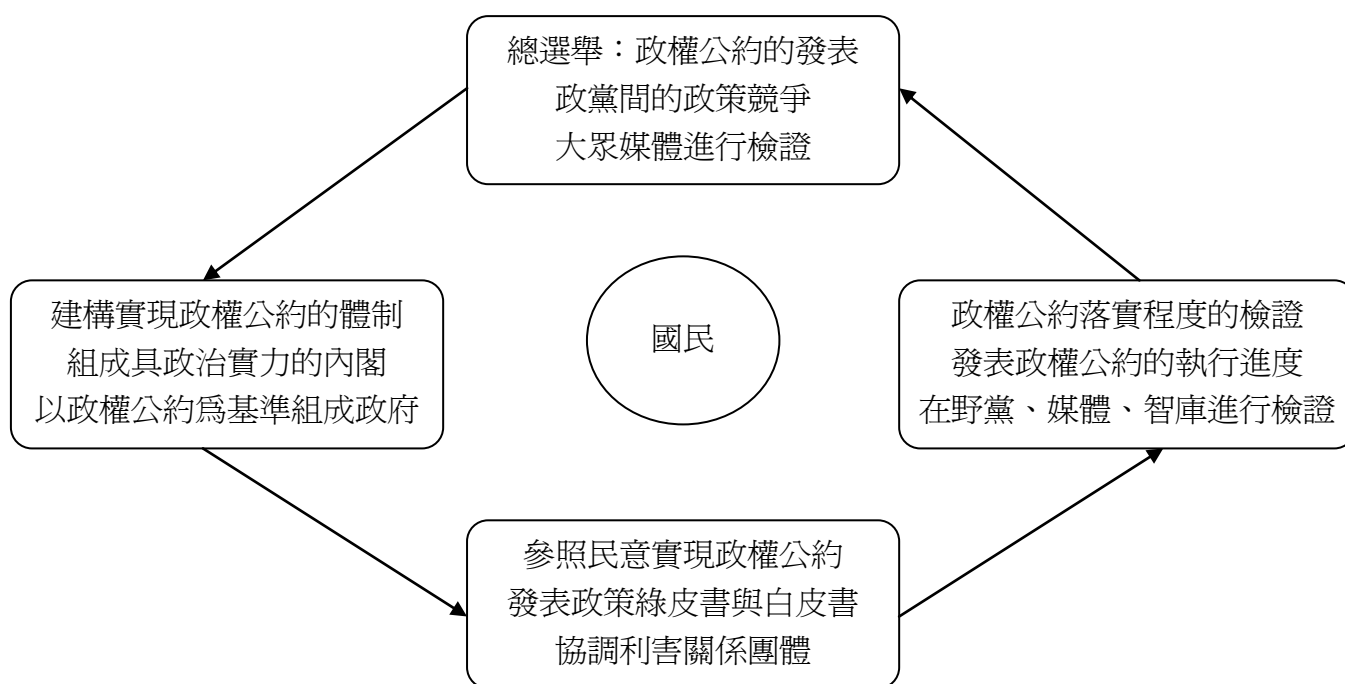 總選舉：政權公約的發表
政黨間的政策競爭
大眾媒體進行檢證
建構實現政權公約的體制
組成具政治實力的內閣
以政權公約為基準組成政府
國民
政權公約落實程度的檢證
發表政權公約的執行進度
在野黨、媒體、智庫進行檢證
參照民意實現政權公約
發表政策綠皮書與白皮書
協調利害關係團體